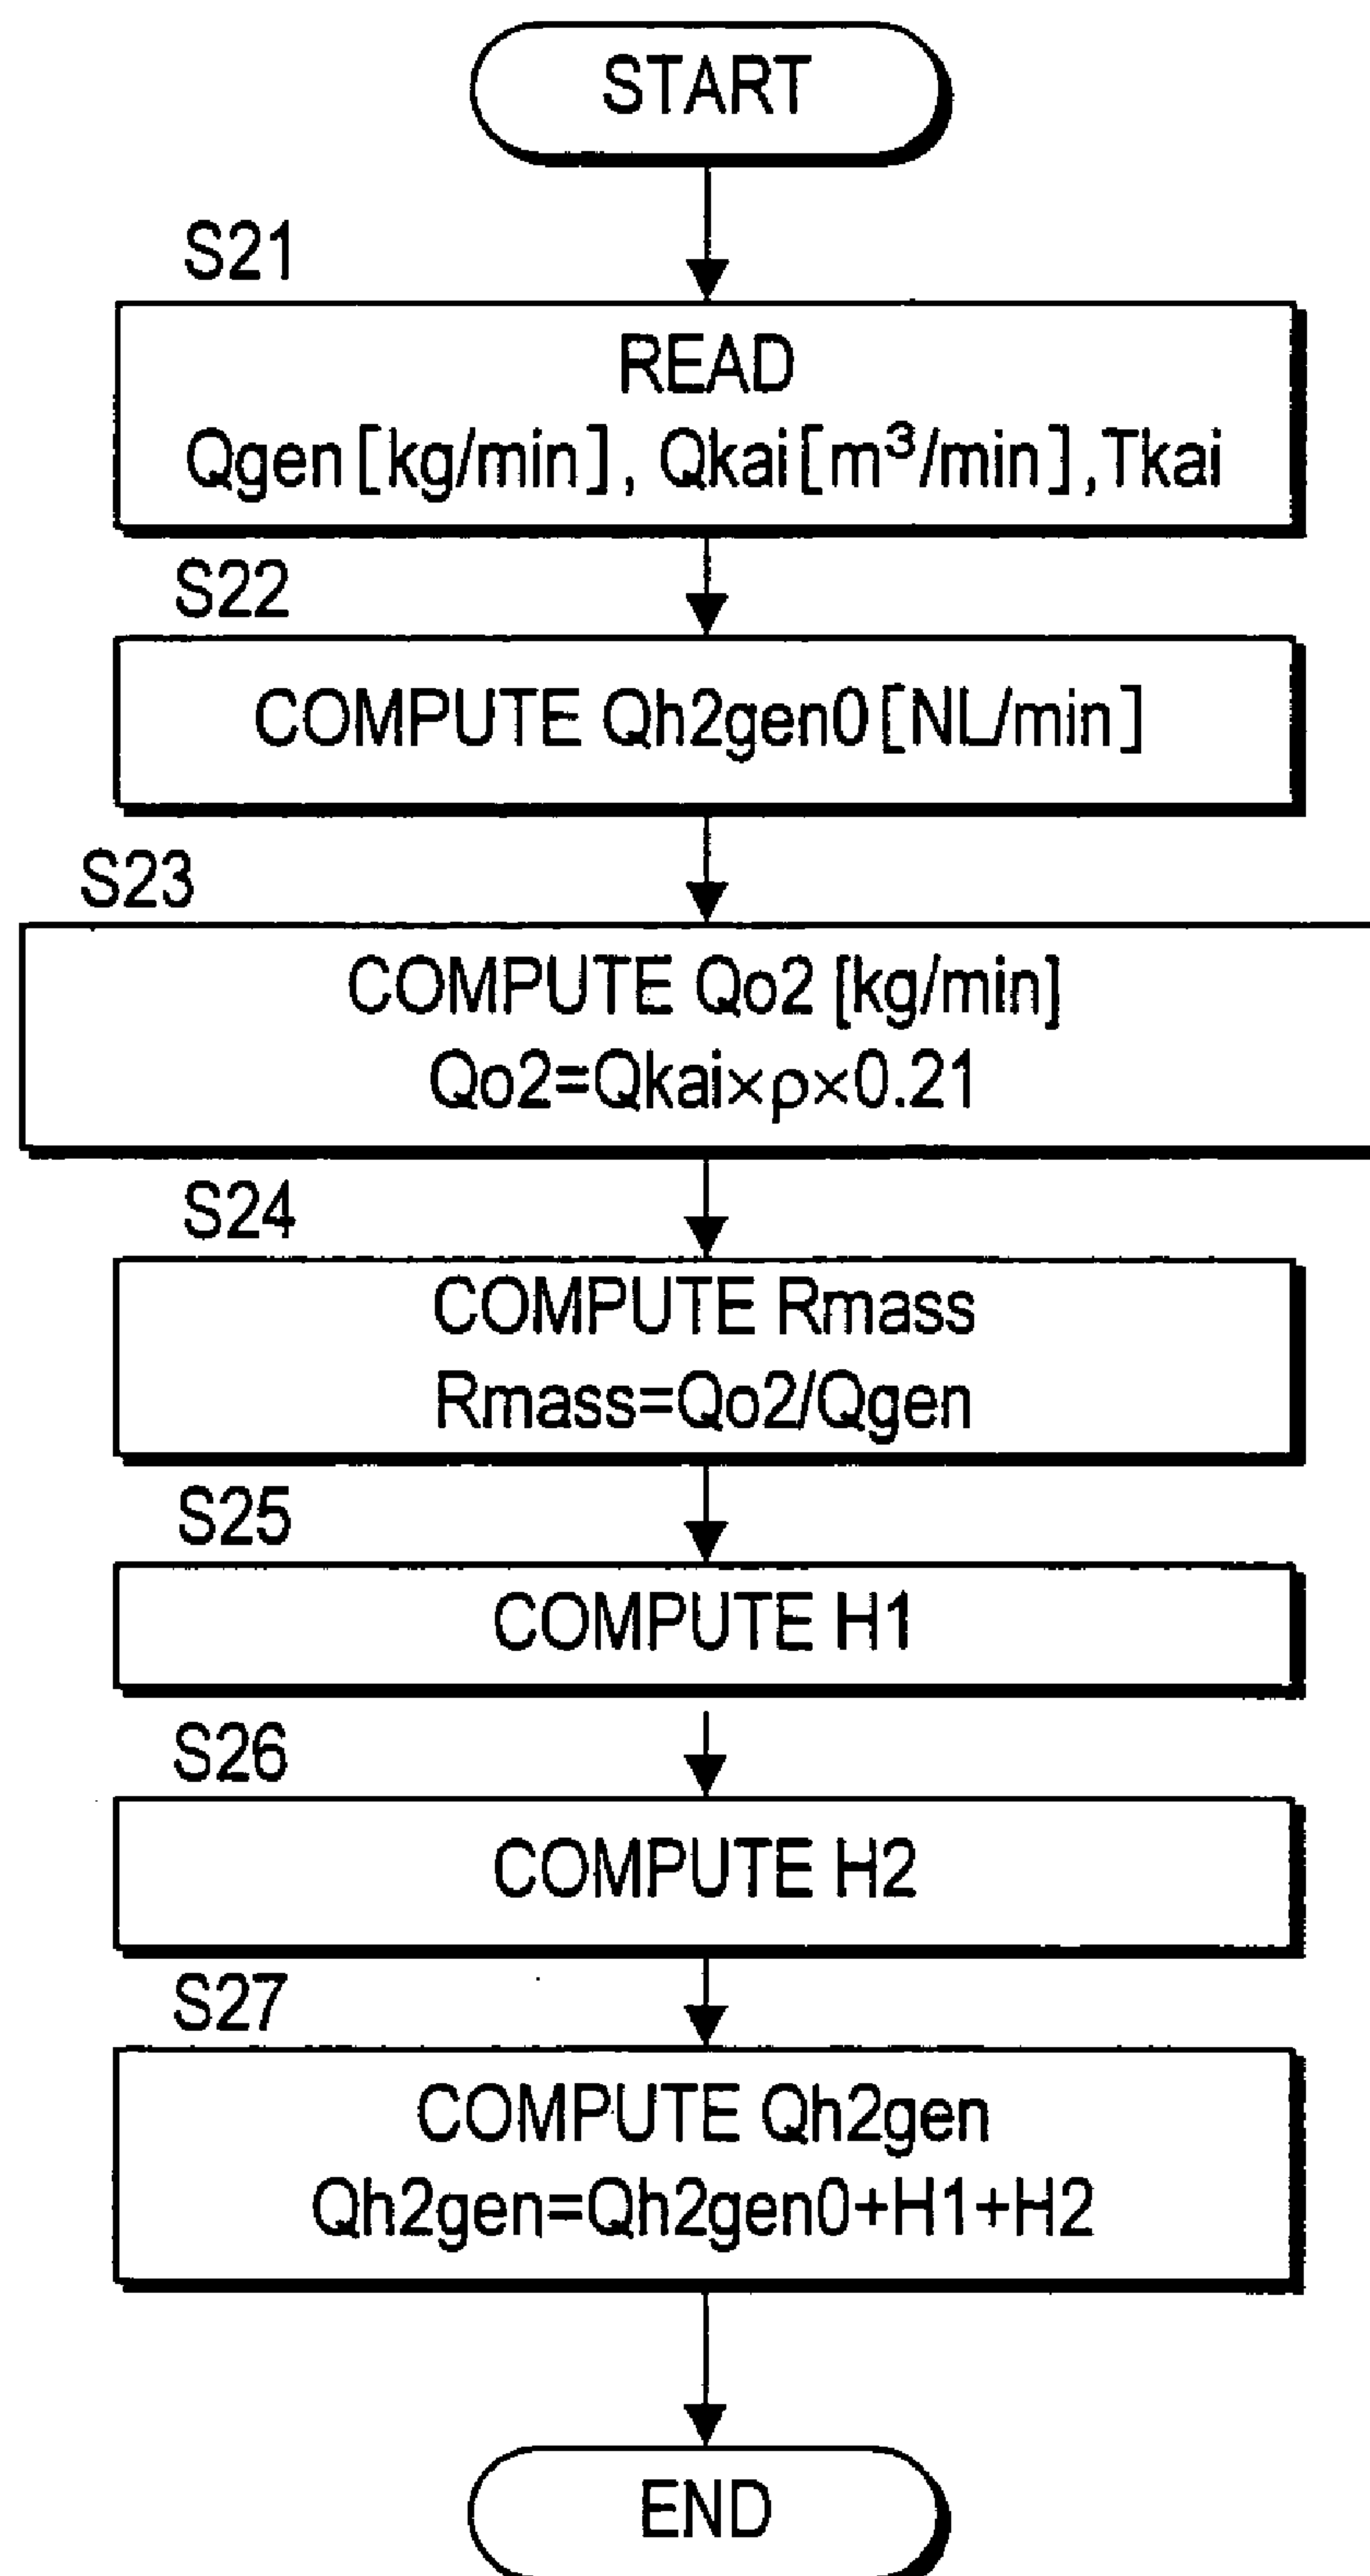 START
S21
READ
Qgen[kg/min], Qkai[m³/min],Tkai
S22
COMPUTE Qh2gen0[NL/min]
S23
COMPUTE Qo2 [kg/min]
Qo2=Qkai×ρ×0.21
S24
COMPUTE Rmass
Rmass=Qo2/Qgen
S25
COMPUTE H1
S26
COMPUTE H2
S27
COMPUTE Qh2gen
Qh2gen=Qh2gen0+H1+H2
END